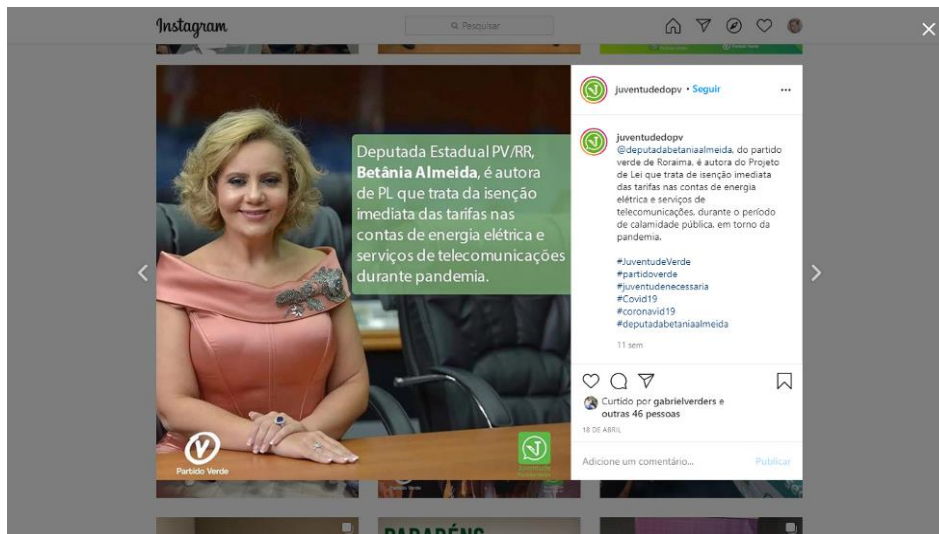 Instagram
Pesquisar
Deputada Estadual PV/RR,
Betânia Almeida, é autora
de PL que trata da isenção
imediata das tarifas nas
contas de energia elétrica e
serviços de telecomunicações
durante pandemia.
Partido Verde
Juventude
juventudedopv • Seguir
juventudedopv
@deputadabetaniaalmeida, do partido
verde de Roraima, é autora do Projeto
de Lei que trata de isenção imediata
das tarifas nas contas de energia
elétrica e serviços de
telecomunicações, durante o período
de calamidade pública, em torno da
pandemia.
#JuventudeVerde
#partidoverde
#juventudenecessaria
#Covid19
#coronavid19
#deputadabetaniaalmeida
11 sem
Curtido por gabrielverders e
outras 46 pessoas
18 DE ABRIL
Adicione um comentário...
Publicar
PARABÉNS